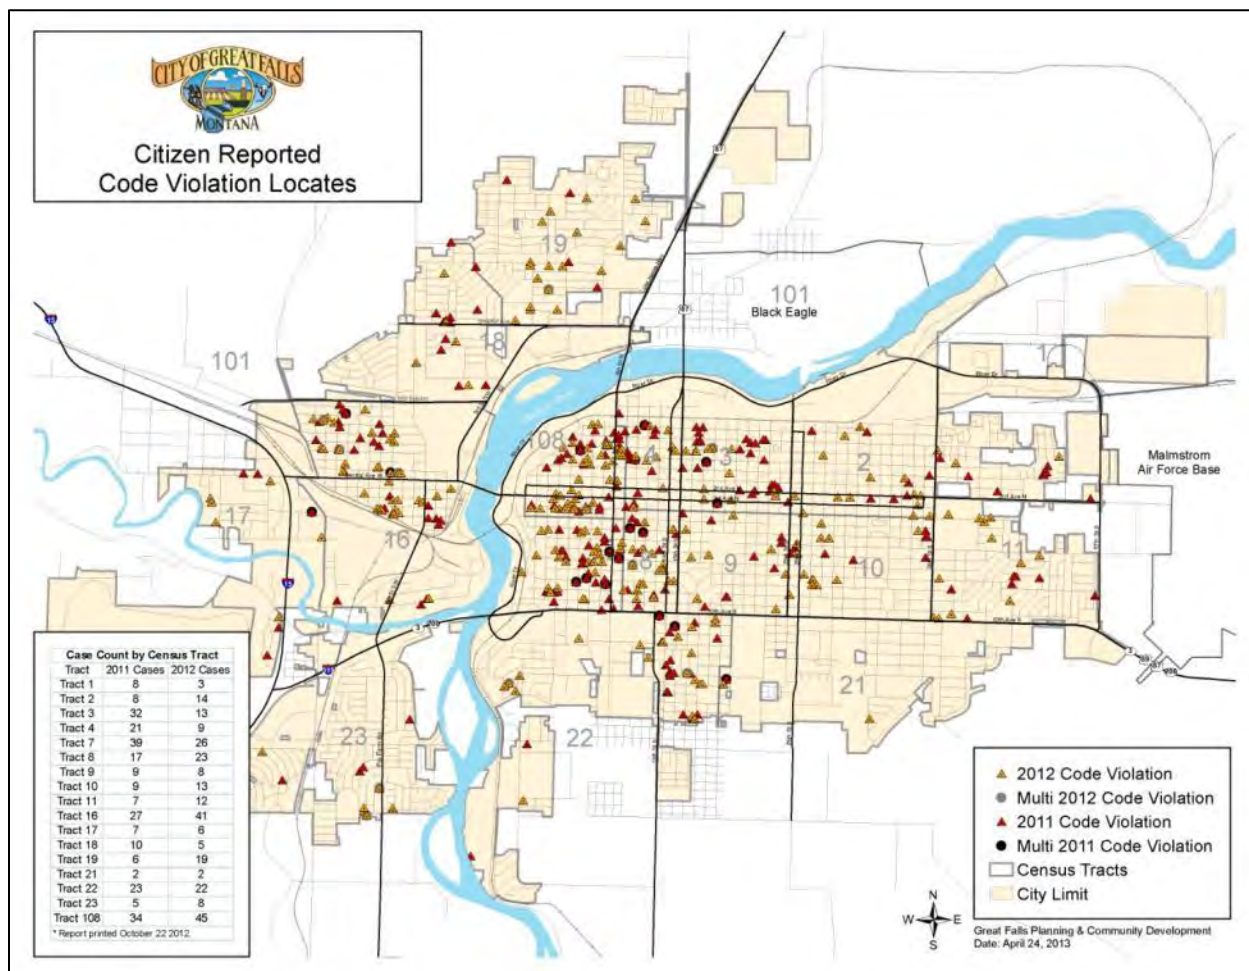 CITY OF GREAT FALLS
MONTANA
Citizen Reported
Code Violation Locates
19
87
101
Black Eagle
87
15
18
101
108
4
3
2
Malmstrom
Air Force Base
17
16
15
8
9
10
11
3
21
3
87
23
22
Case Count by Census Tract
Tract 2011 Cases 2012 Cases
Tract 1 8 3
Tract 2 8 14
Tract 3 32 13
Tract 4 21 9
Tract 7 39 26
Tract 8 17 23
Tract 9 9 8
Tract 10 9 13
Tract 11 7 12
Tract 16 27 41
Tract 17 7 6
Tract 18 10 5
Tract 19 6 19
Tract 21 2 2
Tract 22 23 22
Tract 23 5 8
Tract 108 34 45
* Report printed October 22 2012.
2012 Code Violation
Multi 2012 Code Violation
2011 Code Violation
Multi 2011 Code Violation
Census Tracts
City Limit
N
W E
S
Great Falls Planning & Community Development
Date: April 24, 2013